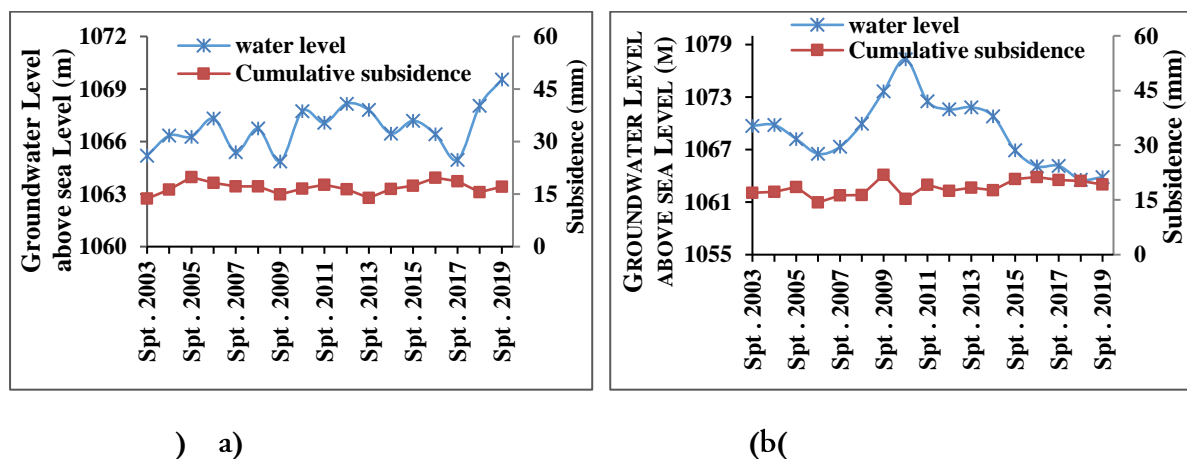 Groundwater Level
above sea Level (m)
1072
1069
1066
1063
1060
water level
Cumulative subsidence
60
45
30
15
0
Subsidence (mm)
Spt . 2003
Spt . 2005
Spt . 2007
Spt . 2009
Spt . 2011
Spt . 2013
Spt . 2015
Spt . 2017
Spt . 2019
) a)
GROUNDWATER LEVEL
ABOVE SEA LEVEL (M)
1079
1073
1067
1061
1055
water level
Cumulative subsidence
60
45
30
15
0
Subsidence (mm)
Spt . 2003
Spt . 2005
Spt . 2007
Spt . 2009
Spt . 2011
Spt . 2013
Spt . 2015
Spt . 2017
Spt . 2019
(b(